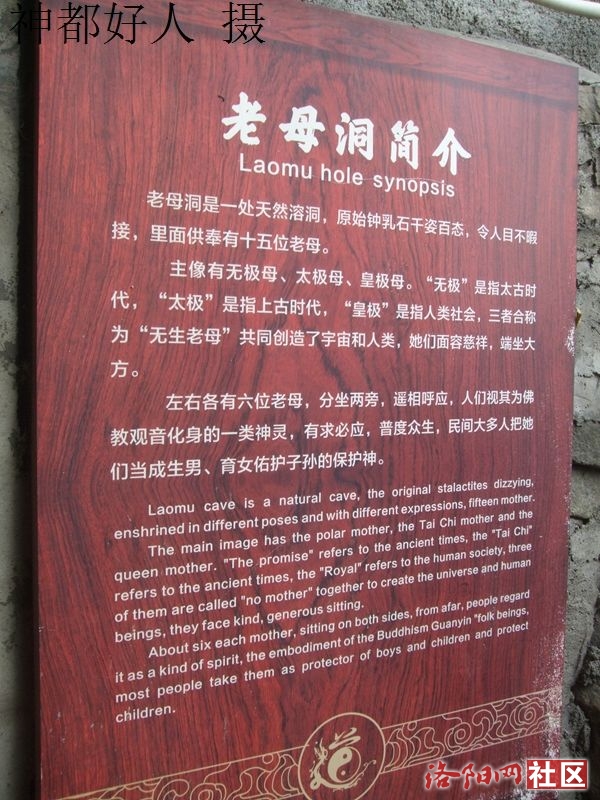 神都好人 摄
老母洞简介
Laomu hole synopsis
老母洞是一处天然溶洞，原始钟乳石千姿百态，令人目不暇
接，里面供奉有十五位老母。
主像有无极母、太极母、皇极母。“无极”是指太古时
代，“太极”是指上古时代，“皇极”是指人类社会，三者合称
为“无生老母”共同创造了宇宙和人类，她们面容慈祥，端坐大
方。
左右各有六位老母，分坐两旁，遥相呼应，人们视其为佛
教观音化身的一类神灵，有求必应，普度众生，民间大多人把她
们当成生男、育女佑护子孙的保护神。
Laomu cave is a natural cave, the original stalactites dizzying,
enshrined in different poses and with different expressions, fifteen mother.
The main image has the polar mother, the Tai Chi mother and the
queen mother. "The promise" refers to the ancient times, the "Tai Chi"
refers to the ancient times, the "Royal" refers to the human society, three
of them are called "no mother" together to create the universe and human
beings, they face kind, generous sitting.
About six each mother, sitting on both sides, from afar, people regard
it as a kind of spirit, the embodiment of the Buddhism Guanyin "folk beings,
most people take them as protector of boys and children and protect
children.
洛阳网社区